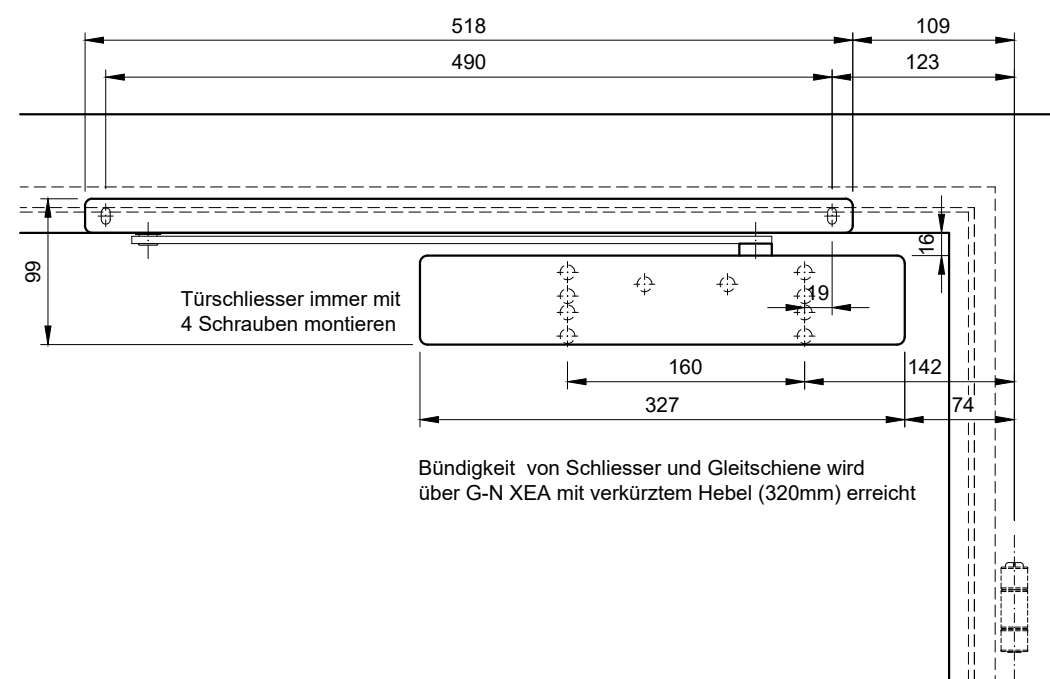 518
109
490
123
99
16
19
Türschliesser immer mit
4 Schrauben montieren
160
142
327
74
Bündigkeit von Schliesser und Gleitschiene wird
über G-N XEA mit verkürztem Hebel (320mm) erreicht